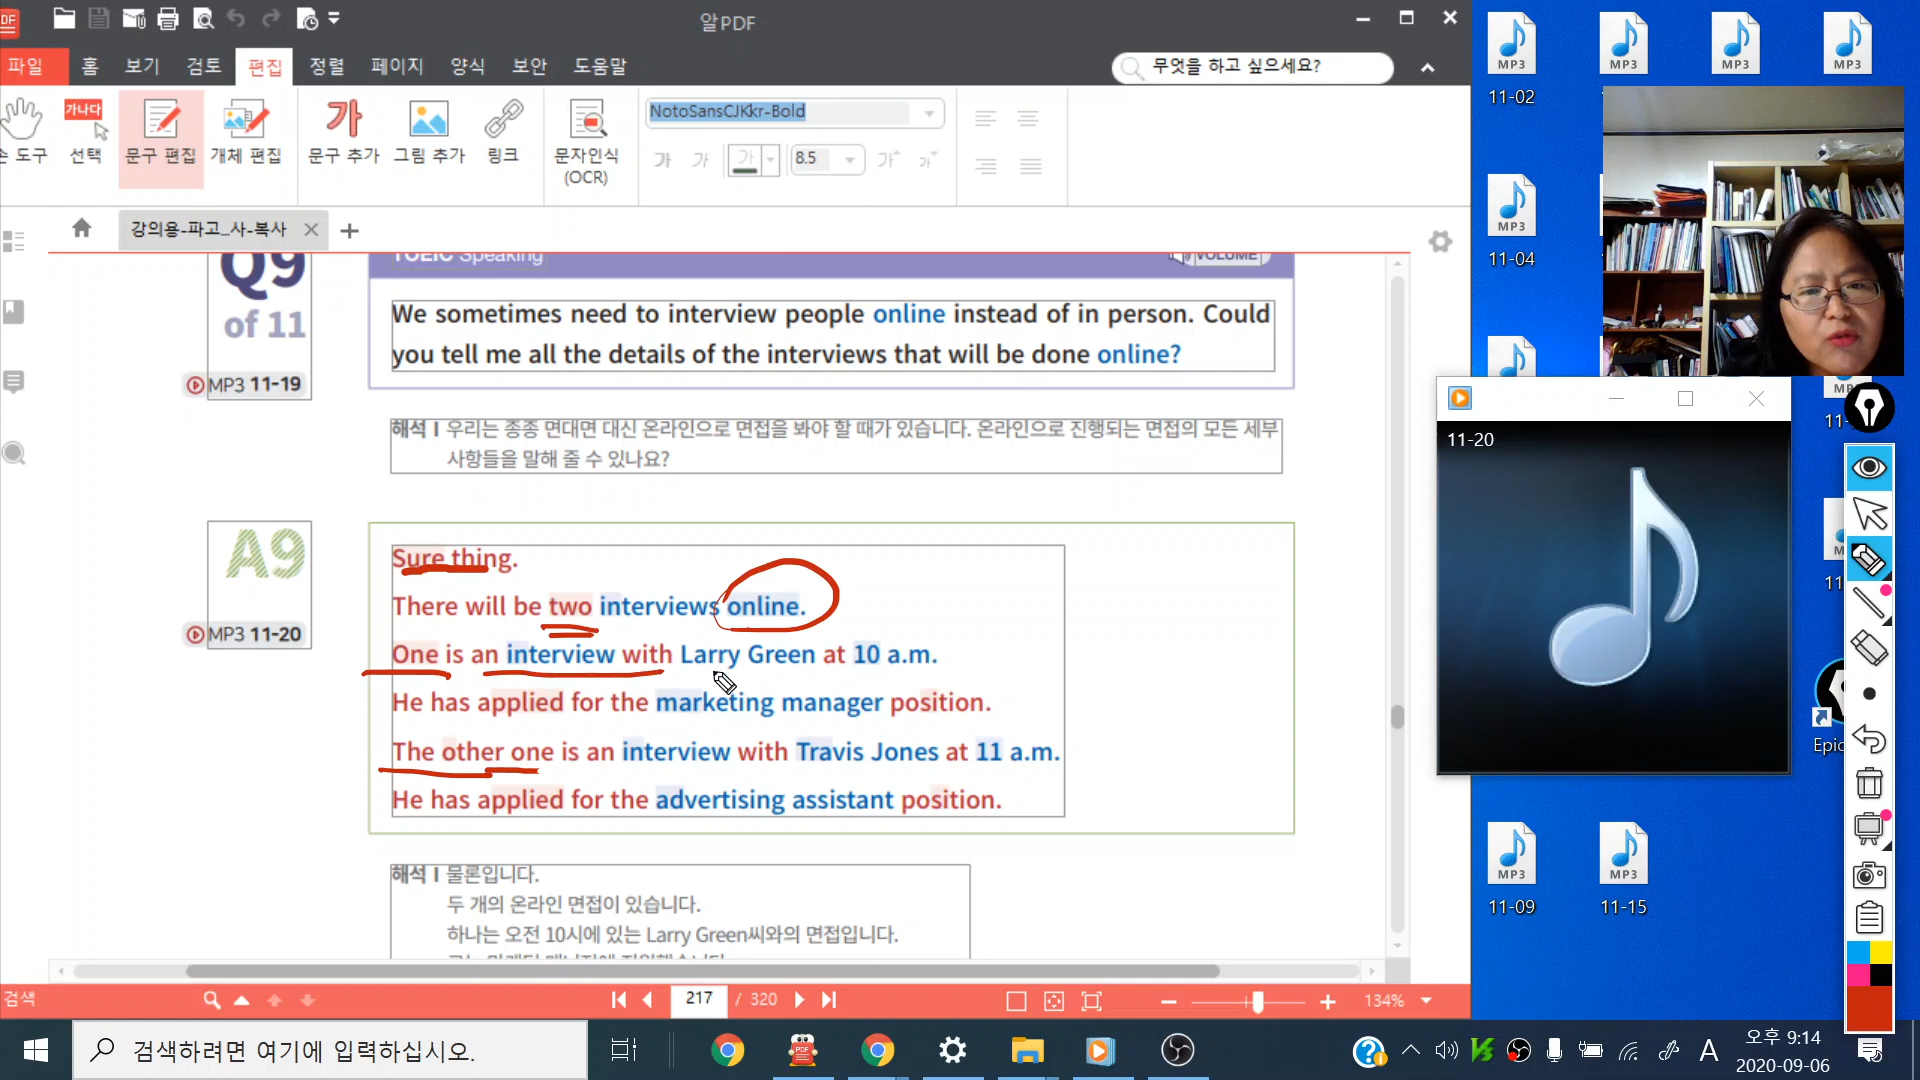 알PDF
파일 홈 보기 검토 편집 정렬 페이지 양식 보안 도움말
무엇을 하고 싶으세요?
손 도구
가나다
선택
문구 편집
개체 편집
문구 추가
그림 추가
링크
문자인식
(OCR)
NotoSansCJKkr-Bold
8.5
강의용-파고_사-복사
Q9
of 11
MP3 11-19
TOEIC Speaking
VOLUME
We sometimes need to interview people online instead of in person. Could
you tell me all the details of the interviews that will be done online?
해석 I 우리는 종종 면대면 대신 온라인으로 면접을 봐야 할 때가 있습니다. 온라인으로 진행되는 면접의 모든 세부
사항들을 말해 줄 수 있나요?
A9
MP3 11-20
Sure thing.
There will be two interviews online.
One is an interview with Larry Green at 10 a.m.
He has applied for the marketing manager position.
The other one is an interview with Travis Jones at 11 a.m.
He has applied for the advertising assistant position.
해석 I 물론입니다.
두 개의 온라인 면접이 있습니다.
하나는 오전 10시에 있는 Larry Green씨와의 면접입니다.
검색
217 / 320
134%
검색하려면 여기에 입력하십시오.
MP3 MP3 MP3 MP3
11-02
MP3
11-04
11-20
Epic
MP3 MP3
11-09 11-15
A
오후 9:14
2020-09-06